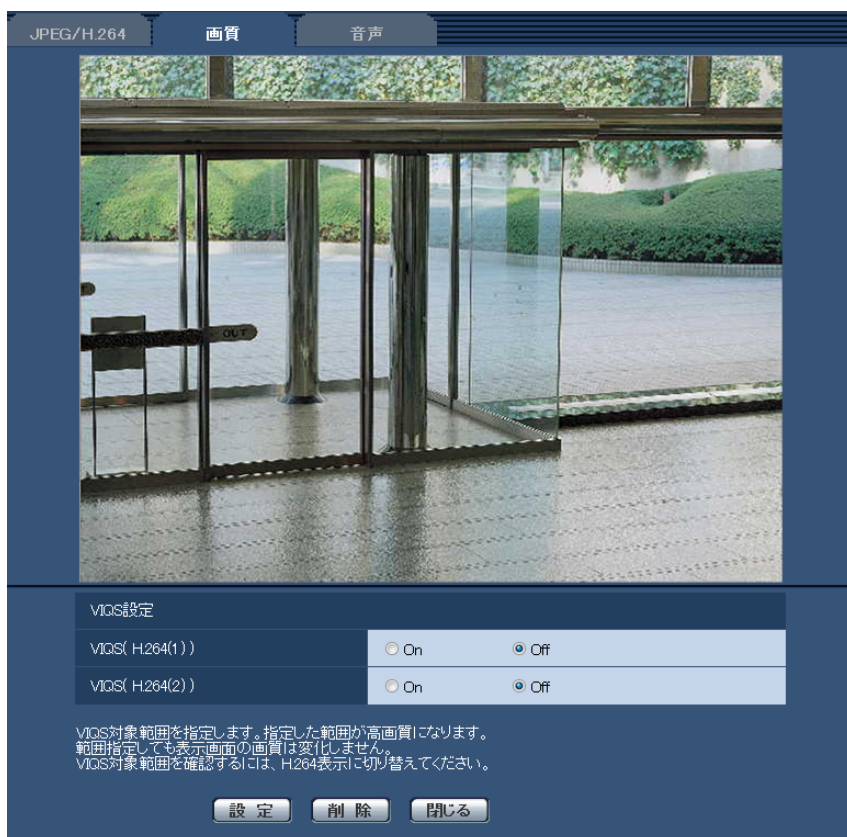 JPEG/H.264 画質 音声
OUT
VIQS設定
VIQS( H.264(1) ) On Off
VIQS( H.264(2) ) On Off
VIQS対象範囲を指定します。指定した範囲が高画質になります。
範囲指定しても表示画面の画質は変化しません。
VIQS対象範囲を確認するには、H.264表示に切り替えてください。
設 定 削 除 閉じる